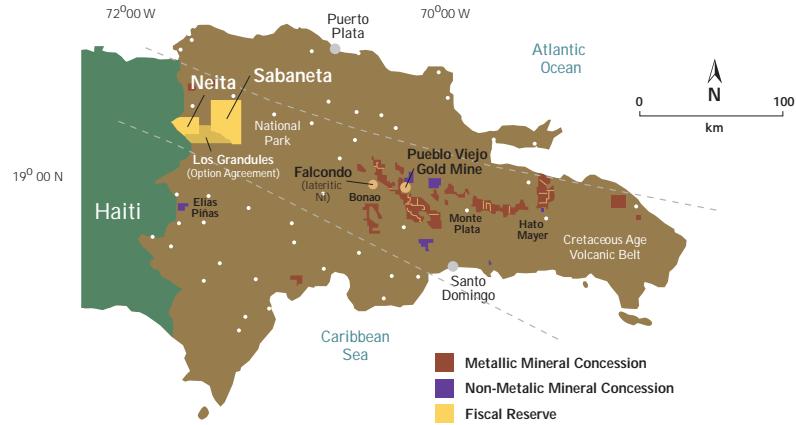 72⁰00 W
70⁰00 W
Puerto
Plata
Atlantic
Ocean
N
0
100
km
Neita
Sabaneta
National
Park
Los Grandules
(Option Agreement)
Pueblo Viejo
Gold Mine
Falcondo
(lateritic
Ni)
Bonao
19⁰ 00 N
Haiti
Elías
Piñas
Monte
Plata
Hato
Mayer
Cretaceous Age
Volcanic Belt
Santo
Domingo
Caribbean
Sea
Metallic Mineral Concession
Non-Metalic Mineral Concession
Fiscal Reserve